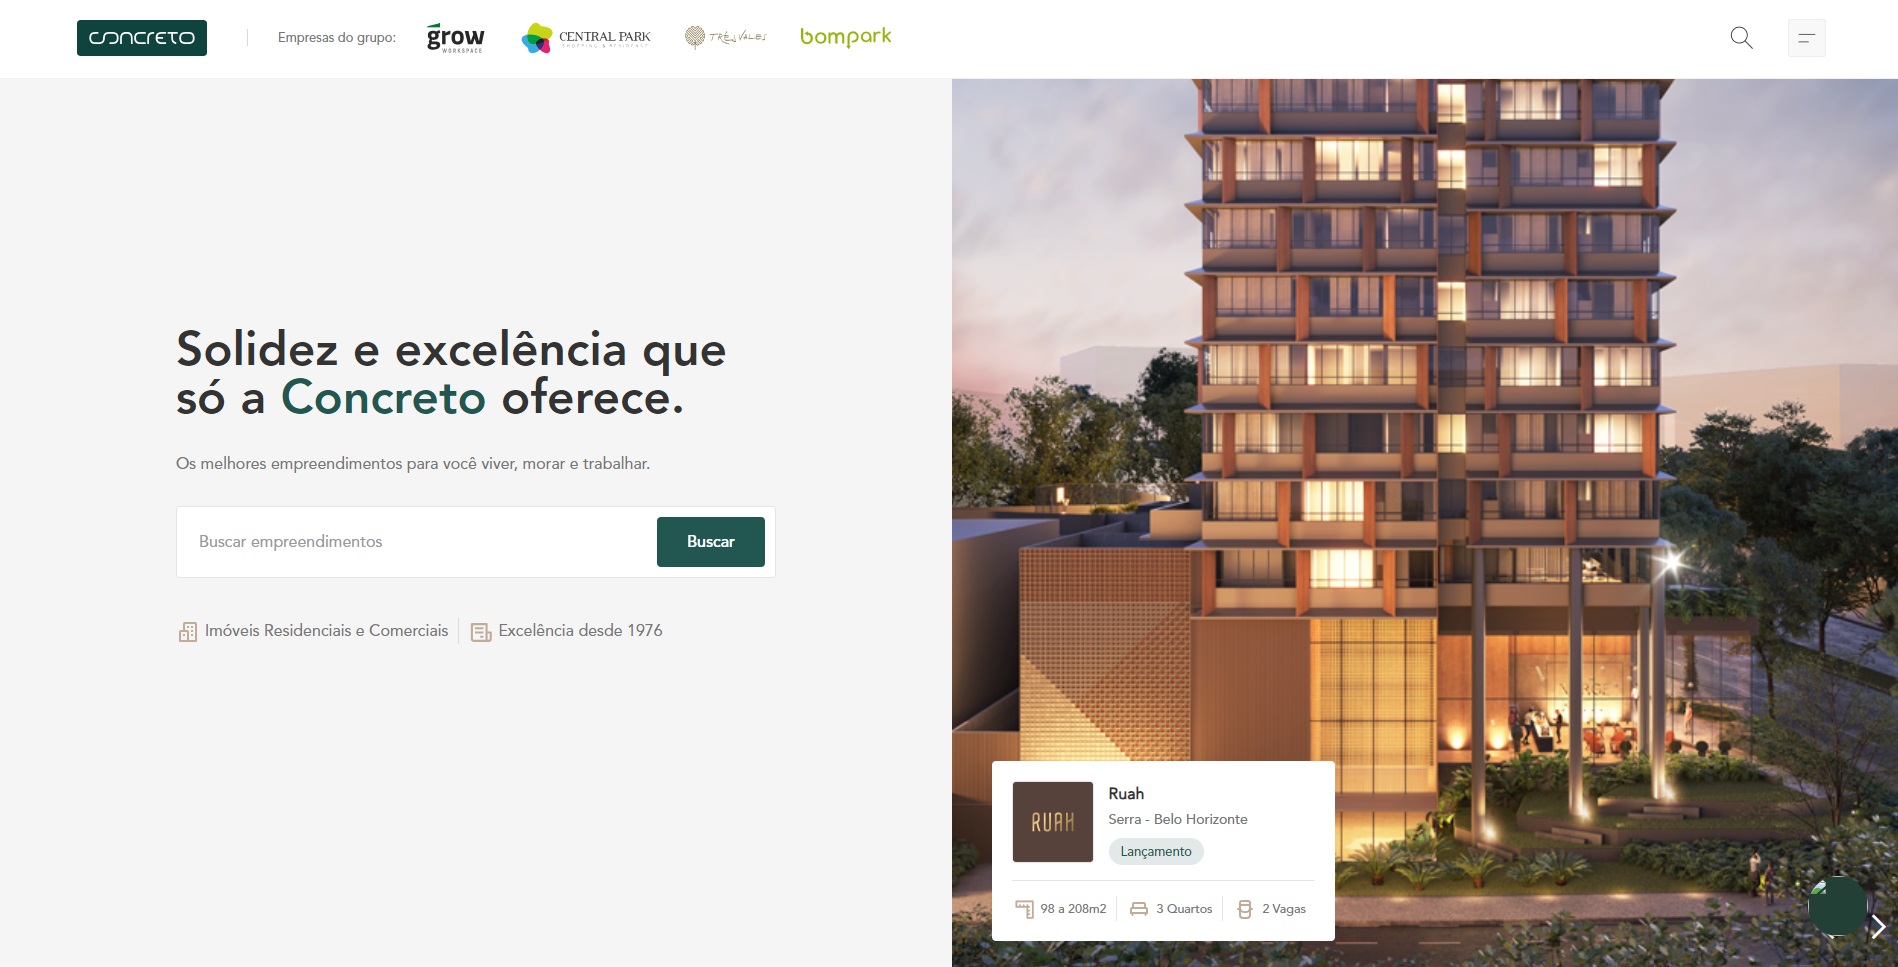 CONCRETO
Empresas do grupo:
grow
WORKSPACE
CENTRAL PARK
SHOPPING & RESIDENCE
TRÊS VALES
bompark
Solidez e excelência que
só a Concreto oferece.
Os melhores empreendimentos para você viver, morar e trabalhar.
Buscar empreendimentos
Buscar
Imóveis Residenciais e Comerciais
Excelência desde 1976
RUAH
Ruah
Serra - Belo Horizonte
Lançamento
98 a 208m2
3 Quartos
2 Vagas